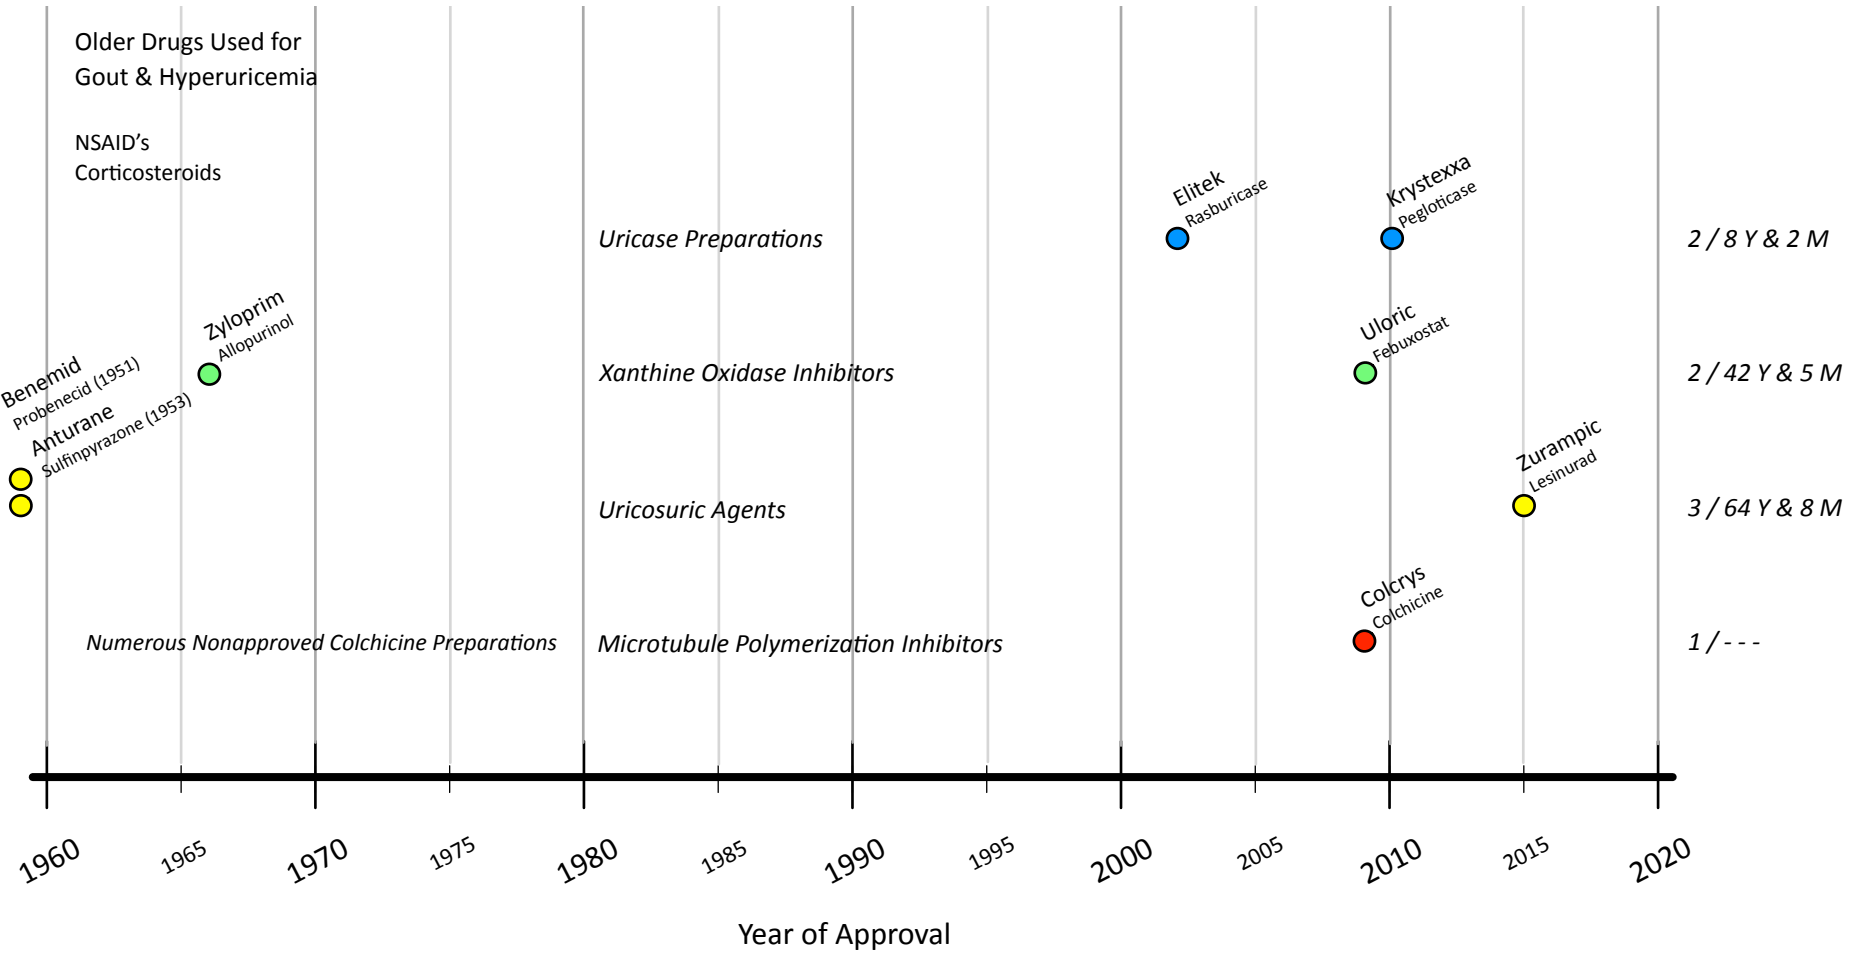 Older Drugs Used for
Gout & Hyperuricemia
NSAID's
Corticosteroids
Elitek
Rasburicase
Krystexxa
Pegloticase
Uricase Preparations
2 / 8 Y & 2 M
Zyloprim
Allopurinol
Uloric
Febuxostat
Xanthine Oxidase Inhibitors
2 / 42 Y & 5 M
Benemid
Probenecid (1951)
Anturane
Sulfinpyrazone (1953)
Zurampic
Lesinurad
Uricosuric Agents
3 / 64 Y & 8 M
Colcrys
Colchicine
Numerous Nonapproved Colchicine Preparations
Microtubule Polymerization Inhibitors
1 / - - -
1960
1965
1970
1975
1980
1985
1990
1995
2000
2005
2010
2015
2020
Year of Approval